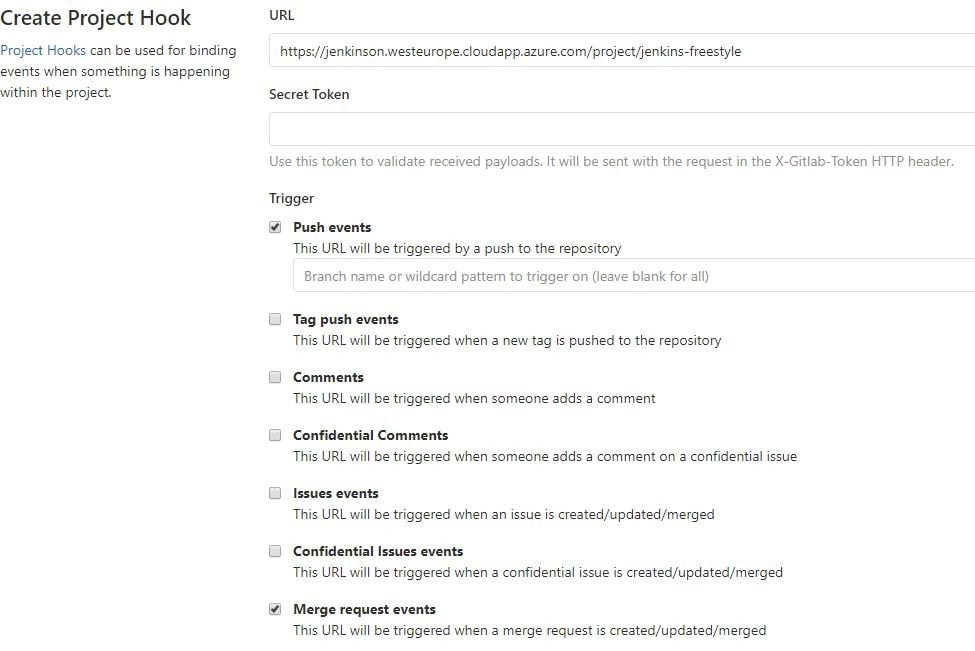 Create Project Hook
Project Hooks can be used for binding
events when something is happening
within the project.
URL
https://jenkinson.westeurope.cloudapp.azure.com/project/jenkins-freestyle
Secret Token
Use this token to validate received payloads. It will be sent with the request in the X-Gitlab-Token HTTP header.
Trigger
Push events
This URL will be triggered by a push to the repository
Branch name or wildcard pattern to trigger on (leave blank for all)
Tag push events
This URL will be triggered when a new tag is pushed to the repository
Comments
This URL will be triggered when someone adds a comment
Confidential Comments
This URL will be triggered when someone adds a comment on a confidential issue
Issues events
This URL will be triggered when an issue is created/updated/merged
Confidential Issues events
This URL will be triggered when a confidential issue is created/updated/merged
Merge request events
This URL will be triggered when a merge request is created/updated/merged